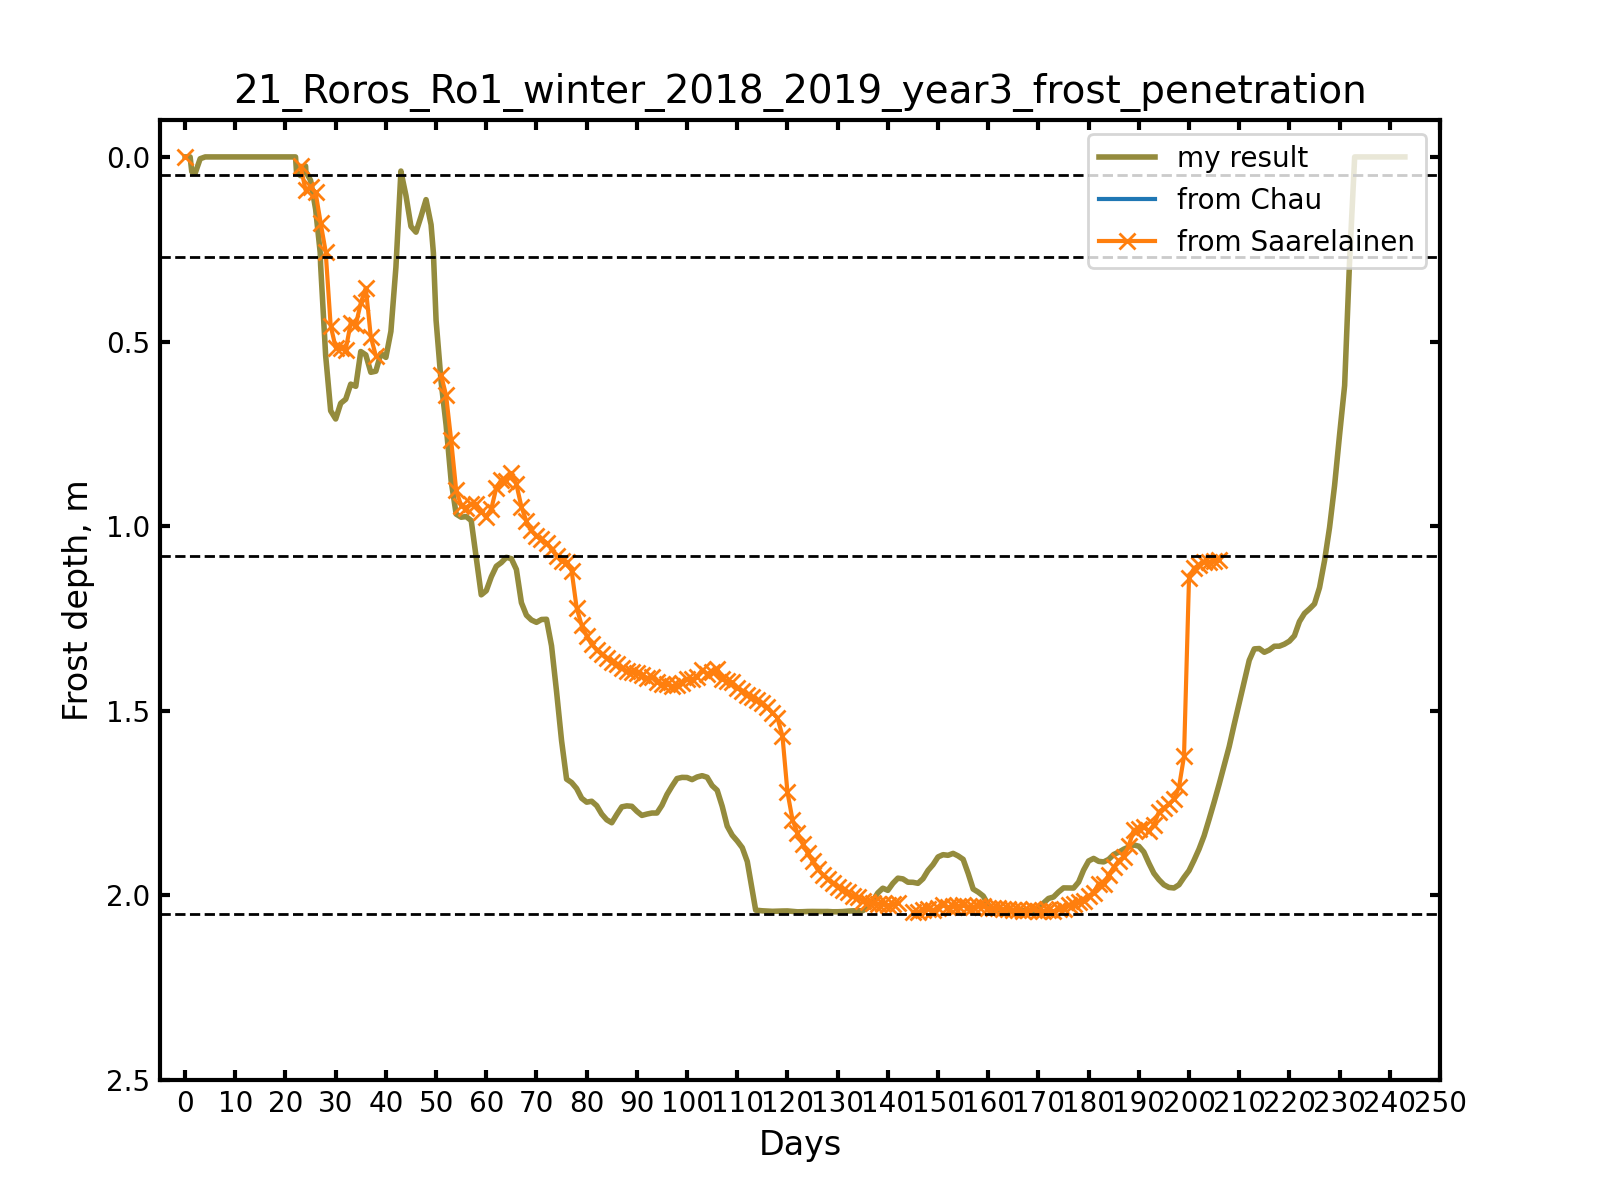 21_Roros_Ro1_winter_2018_2019_year3_frost_penetration
my result
from Chau
from Saarelainen
Frost depth, m
0.0
0.5
1.0
1.5
2.0
2.5
0 10 20 30 40 50 60 70 80 90 100 110 120 130 140 150 160 170 180 190 200 210 220 230 240 250
Days